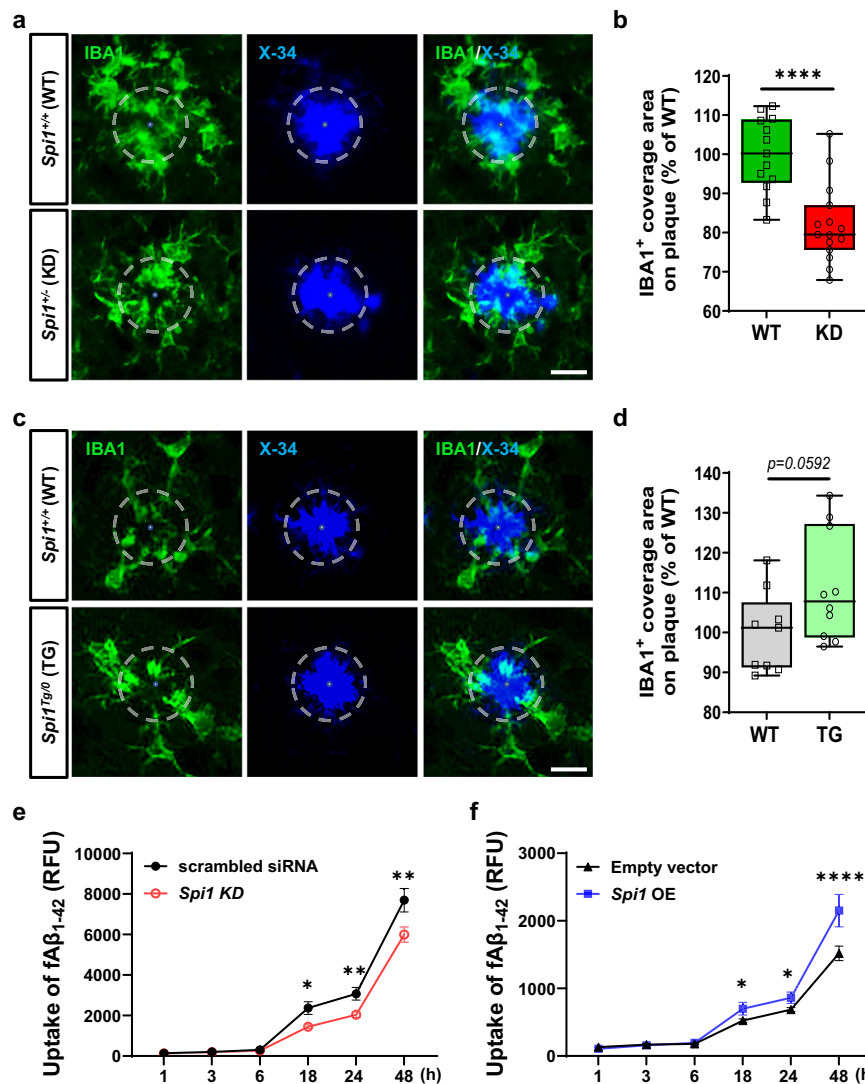 a
IBA1
X-34
IBA1/X-34
Spi1+/+ (WT)
Spi1+/- (KD)
b
****
IBA1+ coverage area
on plaque (% of WT)
120
110
100
90
80
70
60
WT
KD
c
IBA1
X-34
IBA1/X-34
Spi1+/+ (WT)
Spi1Tg/0 (TG)
d
p=0.0592
IBA1+ coverage area
on plaque (% of WT)
140
130
120
110
100
90
80
WT
TG
e
Uptake of fAβ1-42 (RFU)
10000
8000
6000
4000
2000
0
scrambled siRNA
Spi1 KD
*
**
**
1
3
6
18
24
48 (h)
f
Uptake of fAβ1-42 (RFU)
3000
2000
1000
0
Empty vector
Spi1 OE
*
*
****
1
3
6
18
24
48